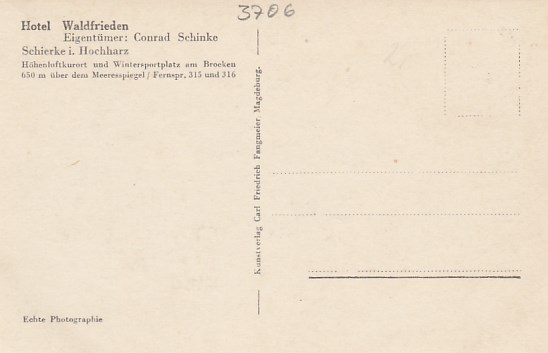 3706
Hotel Waldfrieden
Eigentümer: Conrad Schinke
Schierke i. Hochharz
Höhenluftkurort und Wintersportplatz am Brocken
650 m über dem Meeresspiegel / Fernspr. 315 und 316
Kunstverlag Carl Friedrich Fangmeier Magdeburg.
Echte Photographie